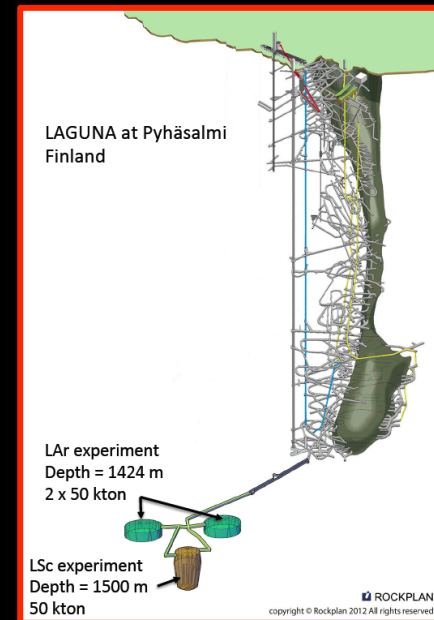 LAGUNA at Pyhäsalmi
Finland
LAr experiment
Depth = 1424 m
2 x 50 kton
LSc experiment
Depth = 1500 m
50 kton
ROCKPLAN
copyright © Rockplan 2012 All rights reserved